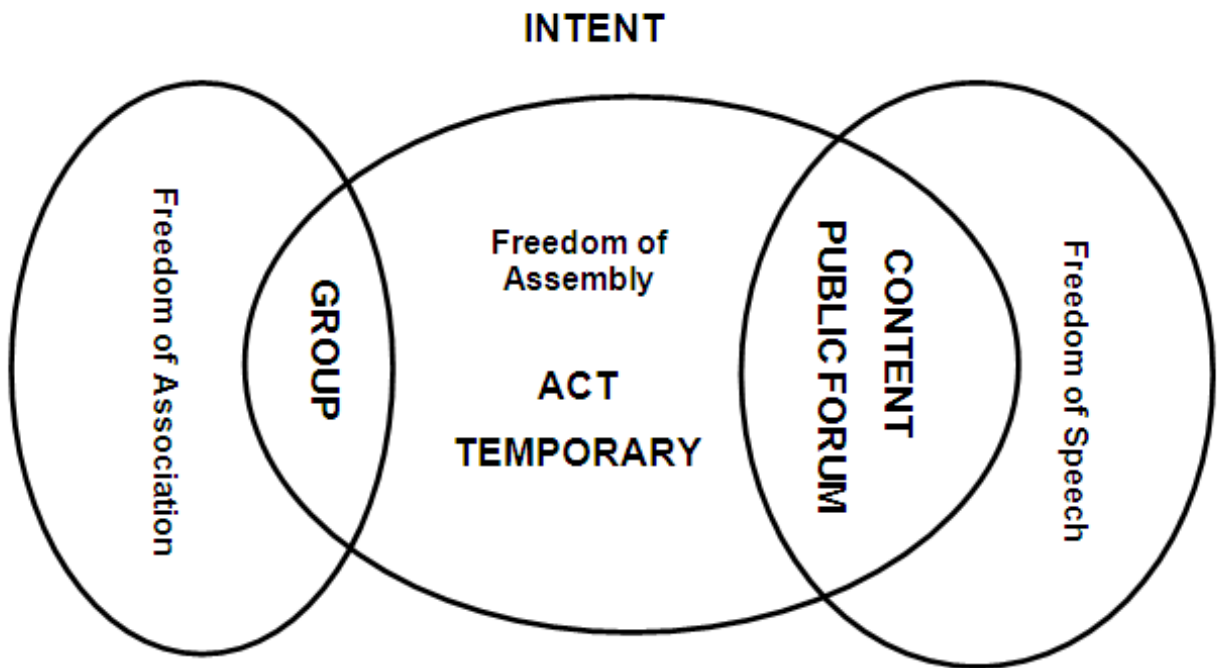 INTENT
Freedom of Association
GROUP
Freedom of
Assembly
ACT
TEMPORARY
CONTENT
PUBLIC FORUM
Freedom of Speech